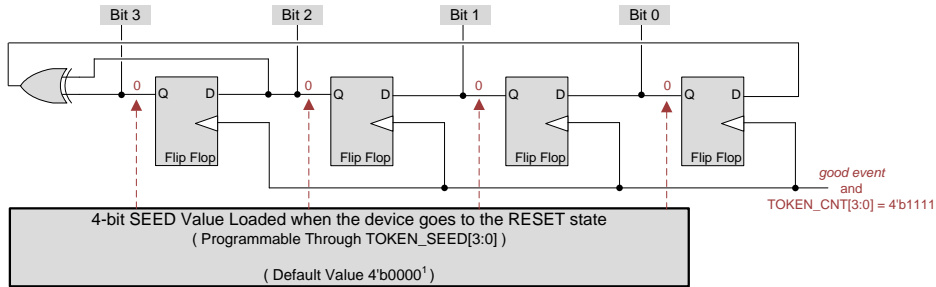 Bit 3 Bit 2 Bit 1 Bit 0
0 Q D 0 Q D 0 Q D 0 Q D
Flip Flop Flip Flop Flip Flop Flip Flop
good event
and
TOKEN_CNT[3:0] = 4'b1111
4-bit SEED Value Loaded when the device goes to the RESET state
( Programmable Through TOKEN_SEED[3:0] )
( Default Value 4'b0000¹ )